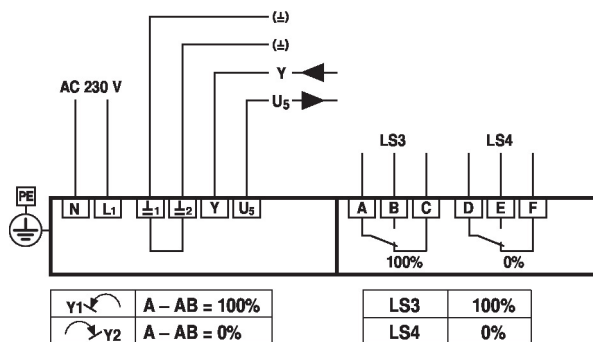 (⊥)
(⊥)
Y
U5
AC 230 V
LS3 LS4
PE
N L1 ⊥1 ⊥2 Y U5 A B C D E F
100% 0%
Y1 A – AB = 100%
Y2 A – AB = 0%
LS3 100%
LS4 0%